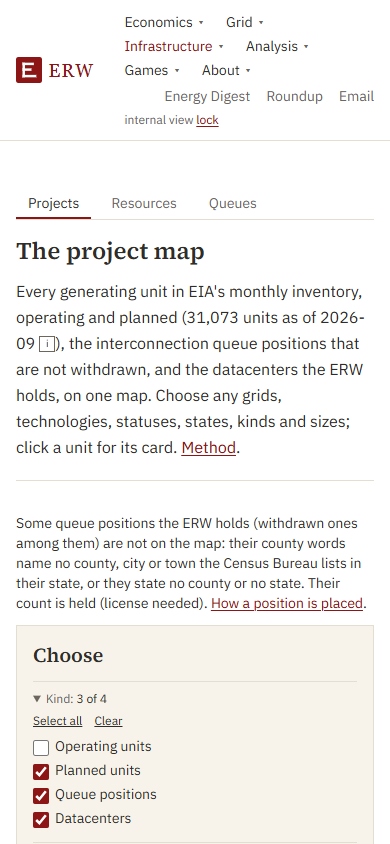 Economics ▾ Grid ▾
Infrastructure ▾ Analysis ▾
E ERW
Games ▾ About ▾
Energy Digest Roundup Email
internal view lock
Projects Resources Queues
The project map
Every generating unit in EIA's monthly inventory,
operating and planned (31,073 units as of 2026-
09 i), the interconnection queue positions that
are not withdrawn, and the datacenters the ERW
holds, on one map. Choose any grids,
technologies, statuses, states, kinds and sizes;
click a unit for its card. Method.
Some queue positions the ERW holds (withdrawn ones
among them) are not on the map: their county words
name no county, city or town the Census Bureau lists in
their state, or they state no county or no state. Their
count is held (license needed). How a position is placed.
Choose
▼ Kind: 3 of 4
Select all Clear
Operating units
Planned units
Queue positions
Datacenters